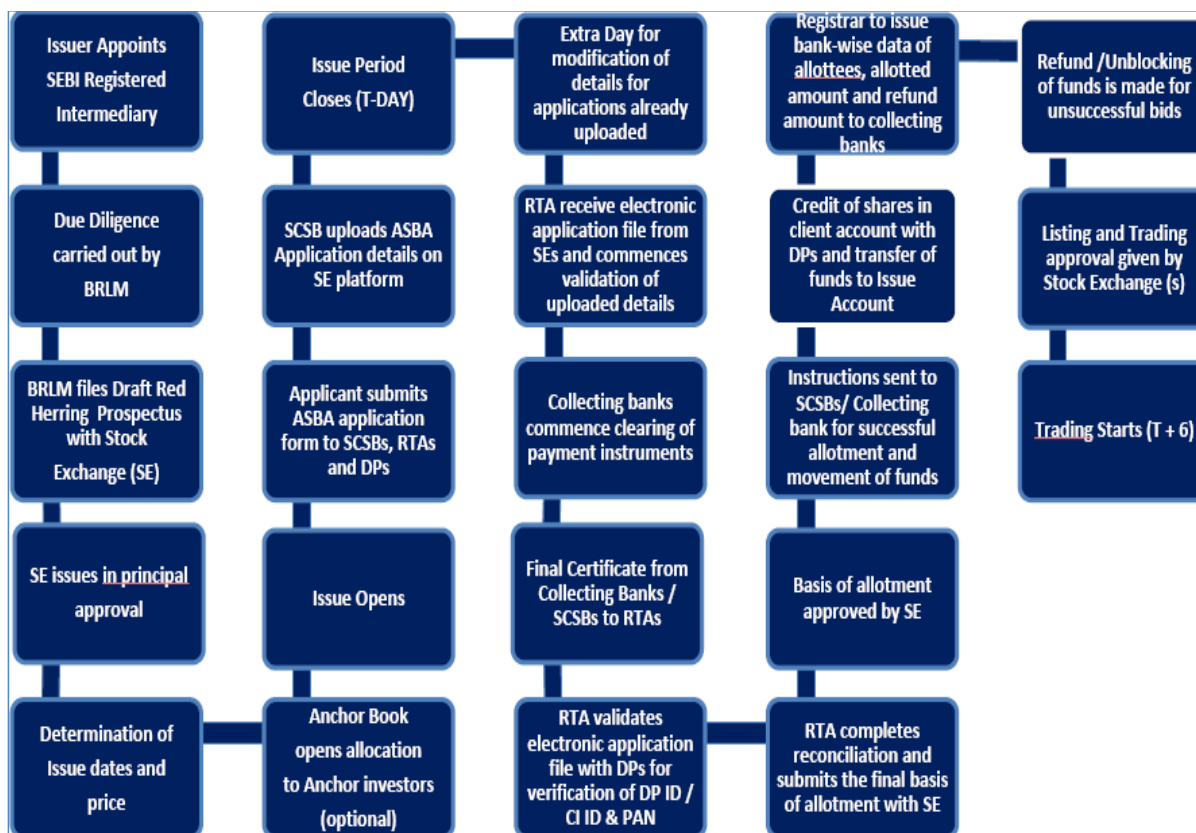 Issuer Appoints
SEBI Registered
Intermediary
Due Diligence
carried out by
BRLM
BRLM files Draft Red
Herring Prospectus
with Stock
Exchange (SE)
SE issues in principal
approval
Determination of
Issue dates and
price
Anchor Book
opens allocation
to Anchor investors
(optional)
Issue Opens
Applicant submits
ASBA application
form to SCSBs, RTAs
and DPs
SCSB uploads ASBA
Application details on
SE platform
Issue Period
Closes (T-DAY)
Extra Day for
modification of
details for
applications already
uploaded
RTA receive electronic
application file from
SEs and commences
validation of
uploaded details
Collecting banks
commence clearing of
payment instruments
Final Certificate from
Collecting Banks /
SCSBs to RTAs
RTA validates
electronic application
file with DPs for
verification of DP ID /
CI ID & PAN
RTA completes
reconciliation and
submits the final basis
of allotment with SE
Basis of allotment
approved by SE
Instructions sent to
SCSBs/ Collecting
bank for successful
allotment and
movement of funds
Credit of shares in
client account with
DPs and transfer of
funds to Issue
Account
Registrar to issue
bank-wise data of
allottees, allotted
amount and refund
amount to collecting
banks
Refund /Unblocking
of funds is made for
unsuccessful bids
Listing and Trading
approval given by
Stock Exchange (s)
Trading Starts (T + 6)